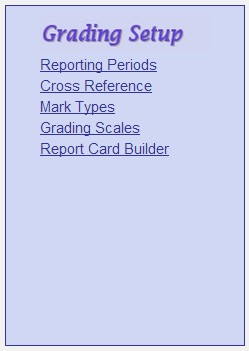 Grading Setup
Reporting Periods
Cross Reference
Mark Types
Grading Scales
Report Card Builder